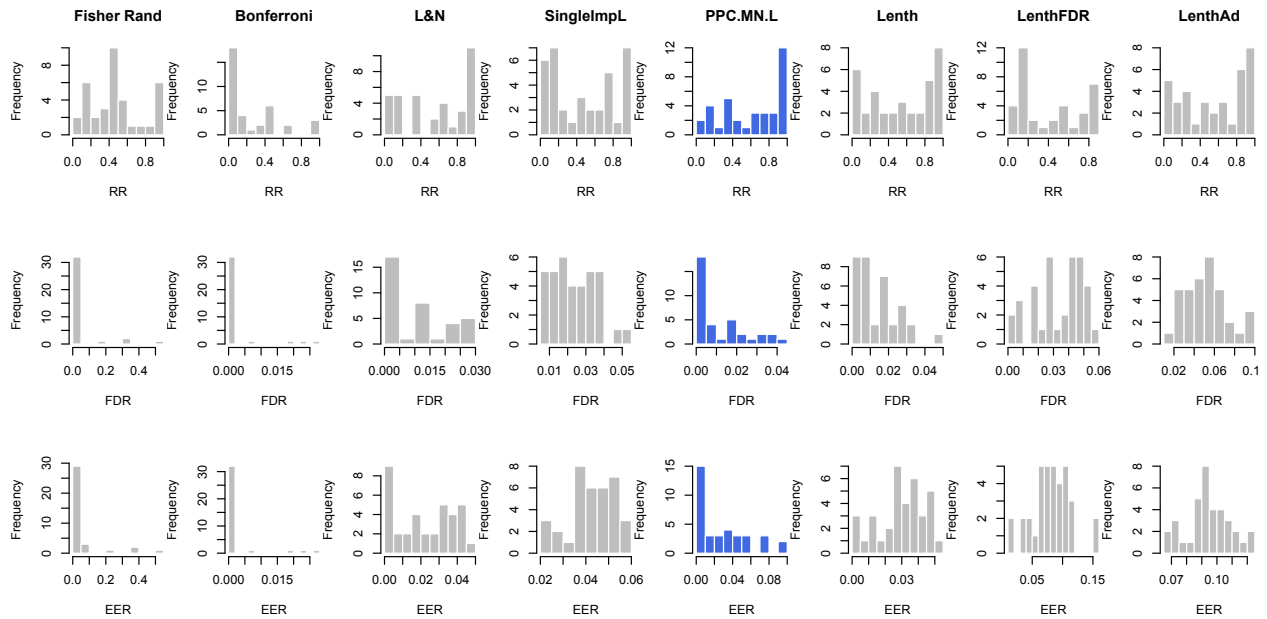 Fisher Rand Bonferroni L&N SingleImpL PPC.MN.L Lenth LenthFDR LenthAd
Frequency Frequency Frequency Frequency Frequency Frequency Frequency Frequency
0 4 8
0 5 10
0 4 8
0 2 4 6
0 4 8 12
0 2 4 6 8
0 4 8 12
0 2 4 6 8
0.0 0.4 0.8 0.0 0.4 0.8 0.0 0.4 0.8 0.0 0.4 0.8 0.0 0.4 0.8 0.0 0.4 0.8 0.0 0.4 0.8 0.0 0.4 0.8
RR RR RR RR RR RR RR RR
Frequency Frequency Frequency Frequency Frequency Frequency Frequency Frequency
0 10 20 30
0 10 20 30
0 5 10 15
0 2 4 6
0 5 10
0 2 4 6 8
0 2 4 6
0 2 4 6 8
0.0 0.2 0.4 0.000 0.015 0.000 0.015 0.030 0.01 0.03 0.05 0.00 0.02 0.04 0.00 0.02 0.04 0.00 0.03 0.06 0.02 0.06 0.1
FDR FDR FDR FDR FDR FDR FDR FDR
Frequency Frequency Frequency Frequency Frequency Frequency Frequency Frequency
0 10 20 30
0 10 20 30
0 2 4 6 8
0 2 4 6 8
0 5 10 15
0 2 4 6
0 2 4
0 2 4 6 8
0.0 0.2 0.4 0.000 0.015 0.00 0.02 0.04 0.02 0.04 0.06 0.00 0.04 0.08 0.00 0.03 0.05 0.15 0.07 0.10
EER EER EER EER EER EER EER EER